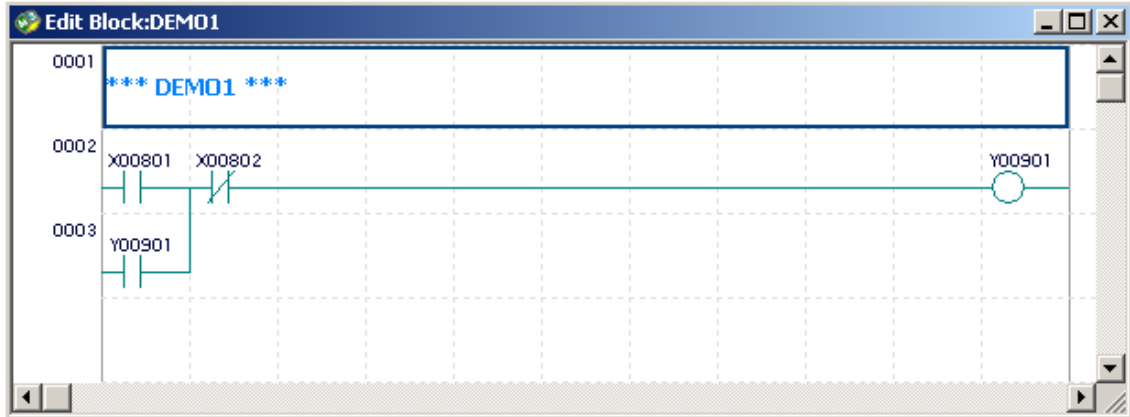 Edit Block:DEMO1
0001
*** DEMO1 ***
0002
X00801 X00802 Y00901
0003
Y00901